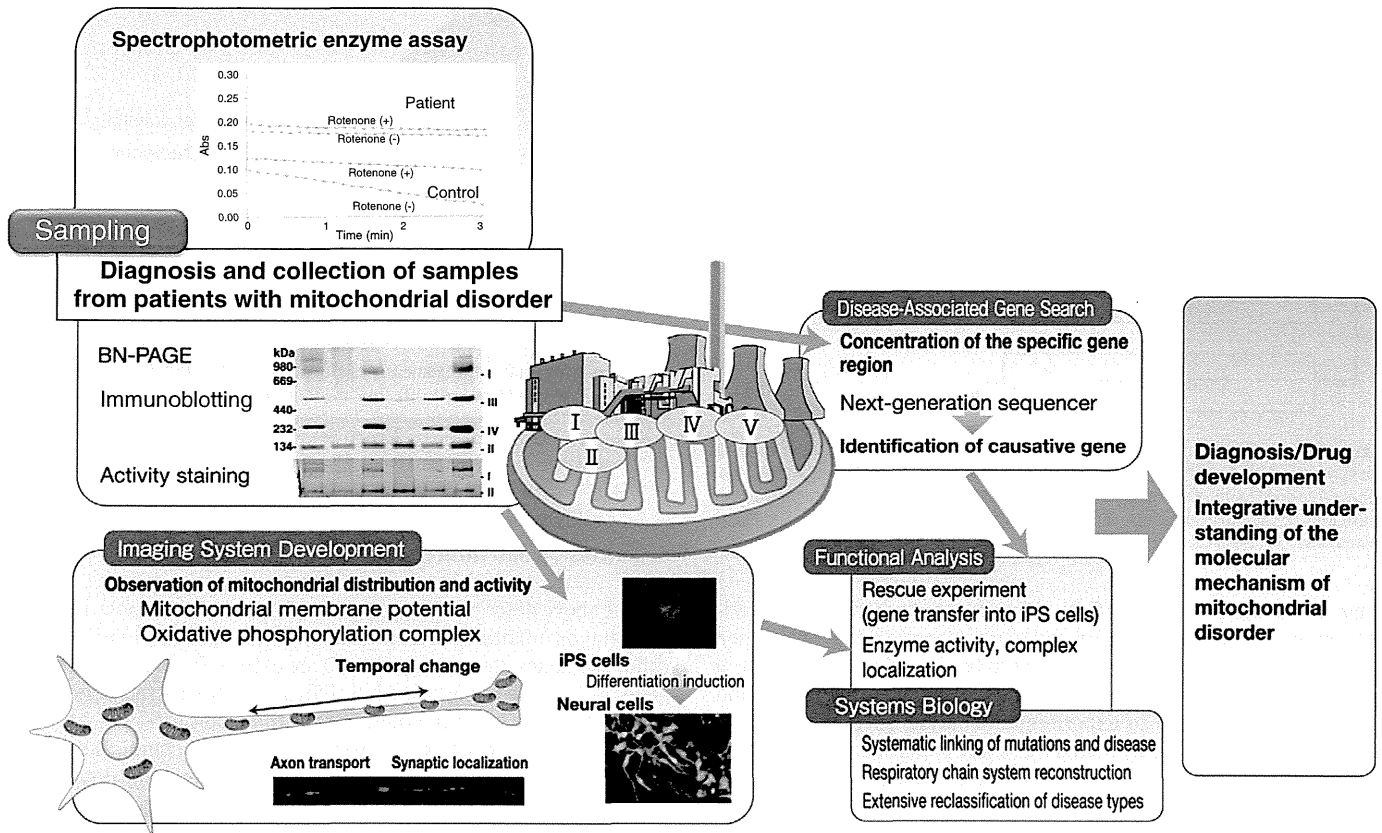 Spectrophotometric enzyme assay
0.30
0.25
0.20
0.15
0.10
0.05
0.00
Abs
Patient
Rotenone (+)
Rotenone (-)
Rotenone (+)
Control
Rotenone (-)
0 1 2 3
Time (min)
Sampling
Diagnosis and collection of samples
from patients with mitochondrial disorder
BN-PAGE
Immunoblotting
Activity staining
kDa
980-
669-
440-
232-
134-
- I
- III
- IV
- II
- I
- II
I
II
III
IV
V
Disease-Associated Gene Search
Concentration of the specific gene
region
Next-generation sequencer
Identification of causative gene
Imaging System Development
Observation of mitochondrial distribution and activity
Mitochondrial membrane potential
Oxidative phosphorylation complex
Temporal change
Axon transport
Synaptic localization
iPS cells
Differentiation induction
Neural cells
Functional Analysis
Rescue experiment
(gene transfer into iPS cells)
Enzyme activity, complex
localization
Systems Biology
Systematic linking of mutations and disease
Respiratory chain system reconstruction
Extensive reclassification of disease types
Diagnosis/Drug
development
Integrative under-
standing of the
molecular
mechanism of
mitochondrial
disorder